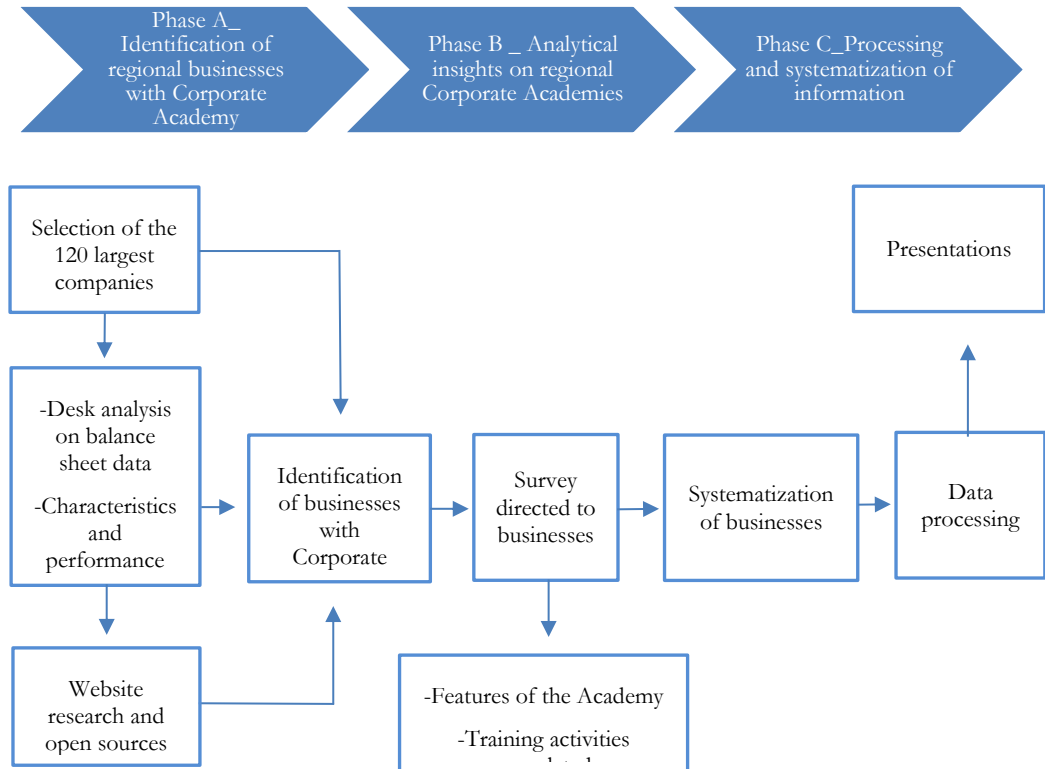 Phase A_
Identification of
regional businesses
with Corporate
Academy
Phase B _ Analytical
insights on regional
Corporate Academies
Phase C_Processing
and systematization of
information
Selection of the
120 largest
companies
Presentations
-Desk analysis
on balance
sheet data
-Characteristics
and
performance
Identification
of businesses
with
Corporate
Survey
directed to
businesses
Systematization
of businesses
Data
processing
Website
research and
open sources
-Features of the Academy
-Training activities